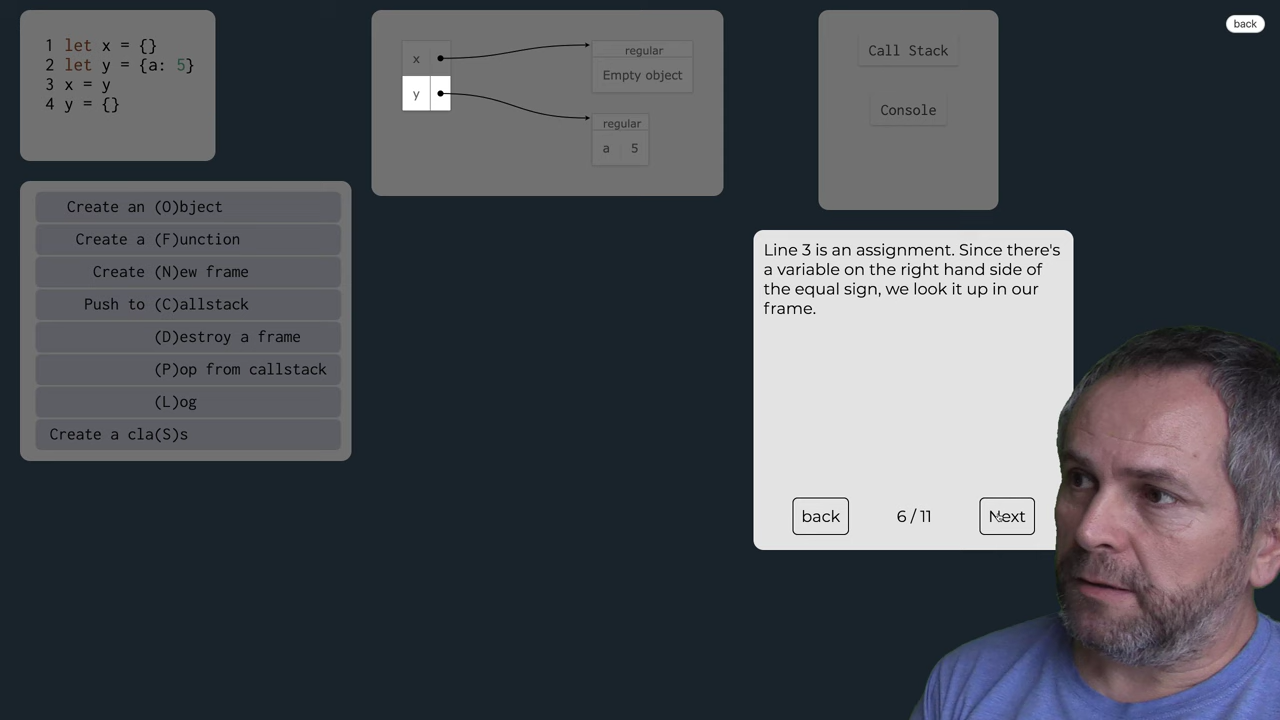 back
1 let x = {}
2 let y = {a: 5}
3 x = y
4 y = {}
Create an (O)bject
Create a (F)unction
Create (N)ew frame
Push to (C)allstack
(D)estroy a frame
(P)op from callstack
(L)og
Create a cla(S)s
x
y
regular
Empty object
regular
a 5
Call Stack
Console
Line 3 is an assignment. Since there's
a variable on the right hand side of
the equal sign, we look it up in our
frame.
back 6 / 11 Next